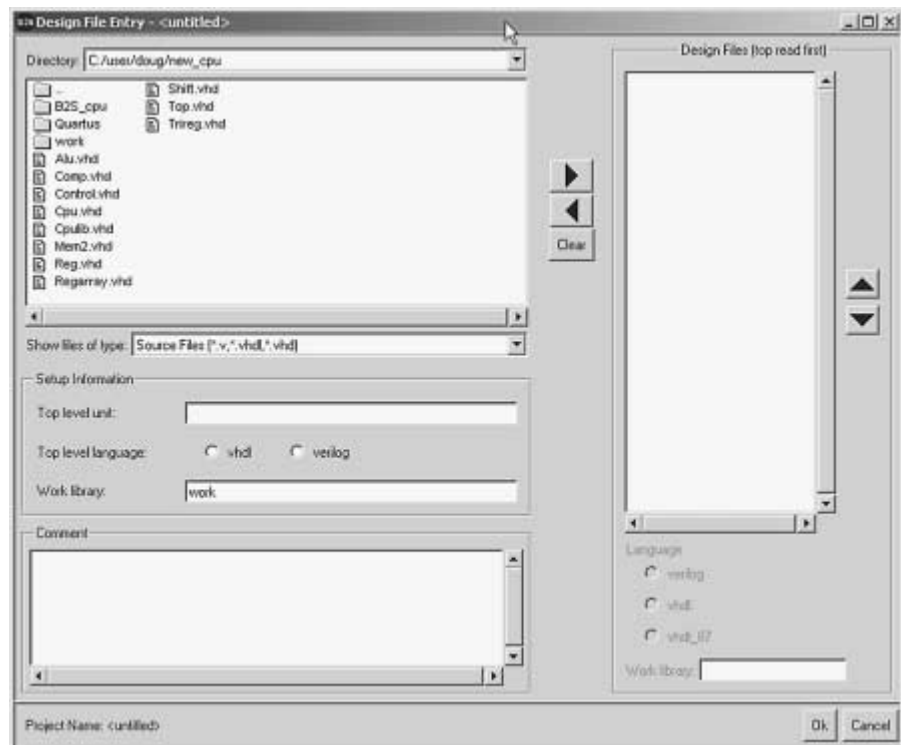 Design File Entry - <untitled>
Directory: C:/user/doug/new_cpu
..
B2S_cpu
Quartus
work
Alu.vhd
Comp.vhd
Control.vhd
Cpu.vhd
Cpulib.vhd
Mem2.vhd
Reg.vhd
Regarray.vhd
Shift.vhd
Top.vhd
Trireg.vhd
Show files of type: Source Files (*.v,*.vhdl,*.vhd)
Setup Information
Top level unit:
Top level language: vhdl verilog
Work library: work
Comment
Clear
Design Files (top read first)
Language
verilog
vhdl
vhdl_87
Work library:
Project Name: <untitled>
Ok Cancel